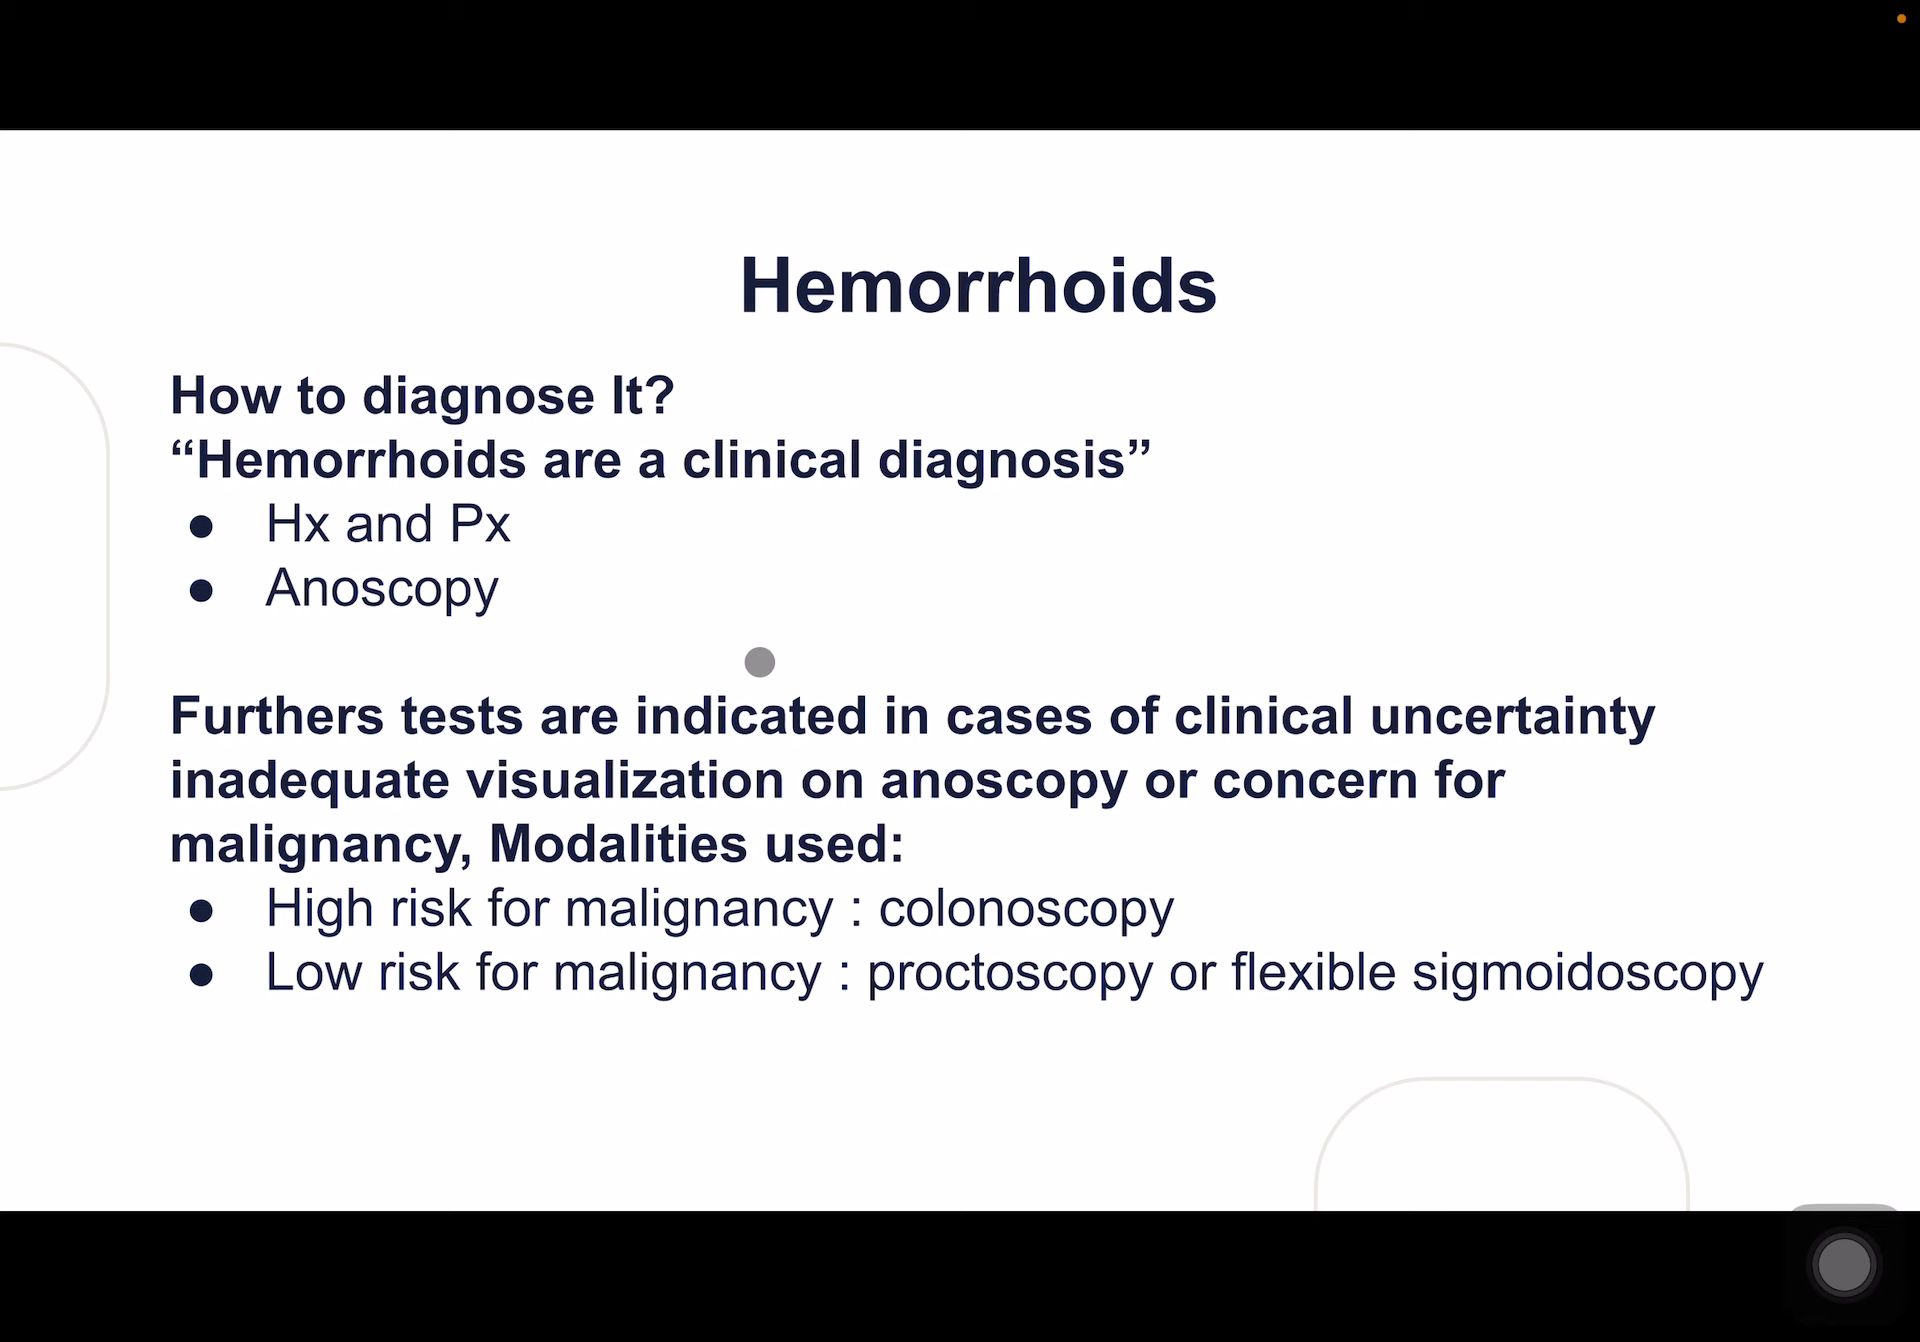 Hemorrhoids
How to diagnose It?
“Hemorrhoids are a clinical diagnosis”
● Hx and Px
● Anoscopy
Furthers tests are indicated in cases of clinical uncertainty
inadequate visualization on anoscopy or concern for
malignancy, Modalities used:
● High risk for malignancy : colonoscopy
● Low risk for malignancy : proctoscopy or flexible sigmoidoscopy